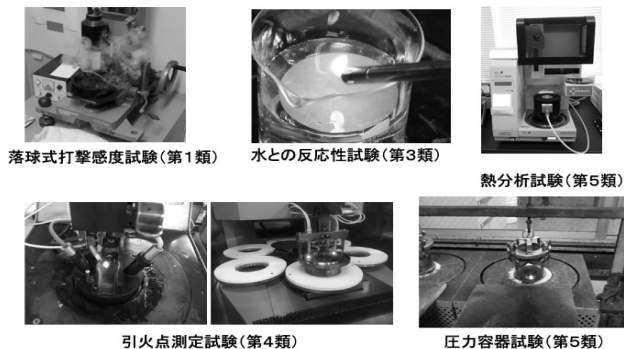 落球式打撃感度試験(第1類)
水との反応性試験(第3類)
熱分析試験(第5類)
引火点測定試験(第4類)
圧力容器試験(第5類)